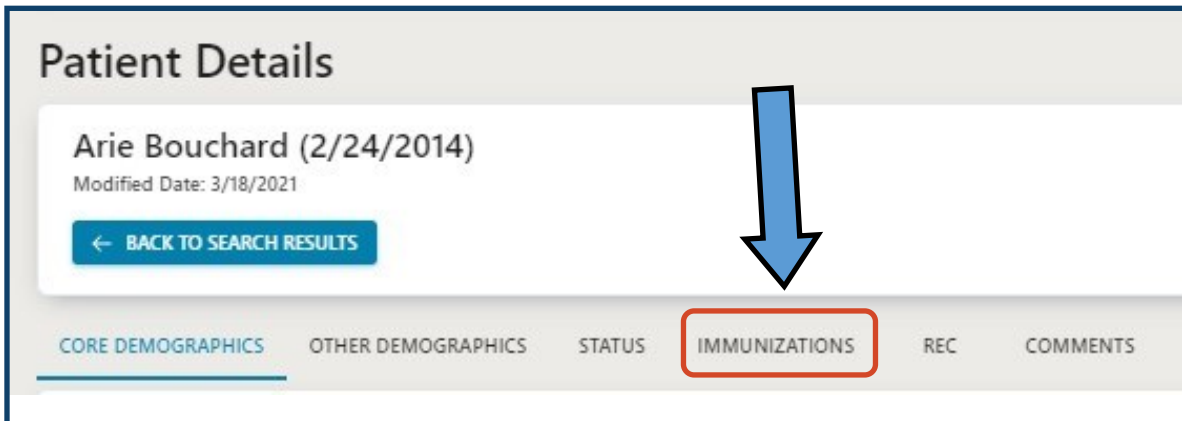 Patient Details
Arie Bouchard (2/24/2014)
Modified Date: 3/18/2021
← BACK TO SEARCH RESULTS
CORE DEMOGRAPHICS OTHER DEMOGRAPHICS STATUS IMMUNIZATIONS REC COMMENTS